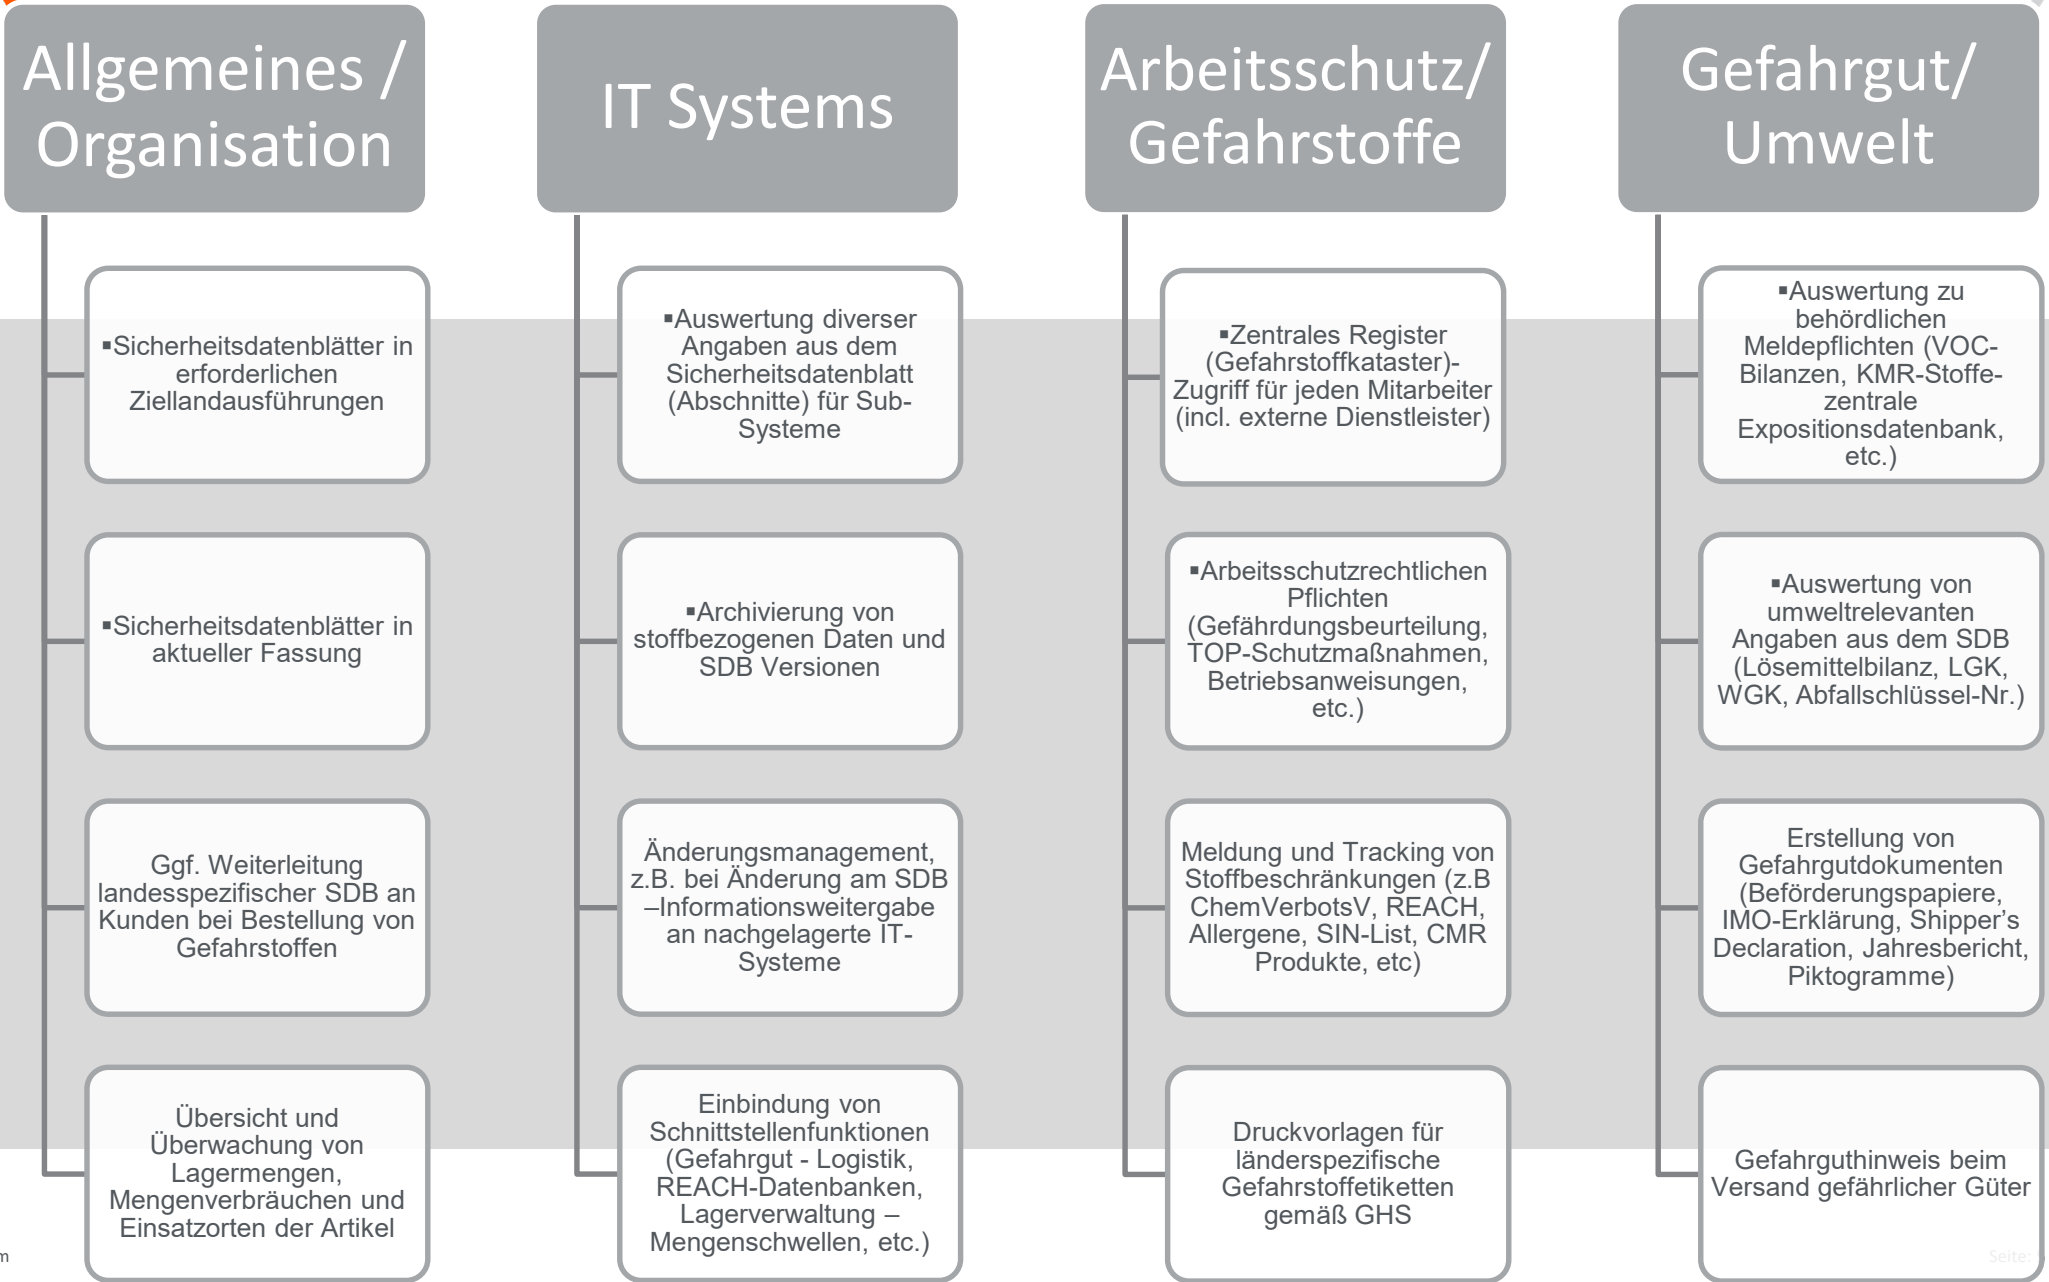 Allgemeines /
Organisation
▪Sicherheitsdatenblätter in
erforderlichen
Ziellandausführungen
▪Sicherheitsdatenblätter in
aktueller Fassung
Ggf. Weiterleitung
landesspezifischer SDB an
Kunden bei Bestellung von
Gefahrstoffen
Übersicht und
Überwachung von
Lagermengen,
Mengenverbräuchen und
Einsatzorten der Artikel
IT Systems
▪Auswertung diverser
Angaben aus dem
Sicherheitsdatenblatt
(Abschnitte) für Sub-
Systeme
▪Archivierung von
stoffbezogenen Daten und
SDB Versionen
Änderungsmanagement,
z.B. bei Änderung am SDB
–Informationsweitergabe
an nachgelagerte IT-
Systeme
Einbindung von
Schnittstellenfunktionen
(Gefahrgut - Logistik,
REACH-Datenbanken,
Lagerverwaltung –
Mengenschwellen, etc.)
Arbeitsschutz/
Gefahrstoffe
▪Zentrales Register
(Gefahrstoffkataster)-
Zugriff für jeden Mitarbeiter
(incl. externe Dienstleister)
▪Arbeitsschutzrechtlichen
Pflichten
(Gefährdungsbeurteilung,
TOP-Schutzmaßnahmen,
Betriebsanweisungen,
etc.)
Meldung und Tracking von
Stoffbeschränkungen (z.B
ChemVerbotsV, REACH,
Allergene, SIN-List, CMR
Produkte, etc)
Druckvorlagen für
länderspezifische
Gefahrstoffetiketten
gemäß GHS
Gefahrgut/
Umwelt
▪Auswertung zu
behördlichen
Meldepflichten (VOC-
Bilanzen, KMR-Stoffe-
zentrale
Expositionsdatenbank,
etc.)
▪Auswertung von
umweltrelevanten
Angaben aus dem SDB
(Lösemittelbilanz, LGK,
WGK, Abfallschlüssel-Nr.)
Erstellung von
Gefahrgutdokumenten
(Beförderungspapiere,
IMO-Erklärung, Shipper’s
Declaration, Jahresbericht,
Piktogramme)
Gefahrguthinweis beim
Versand gefährlicher Güter
Seite: